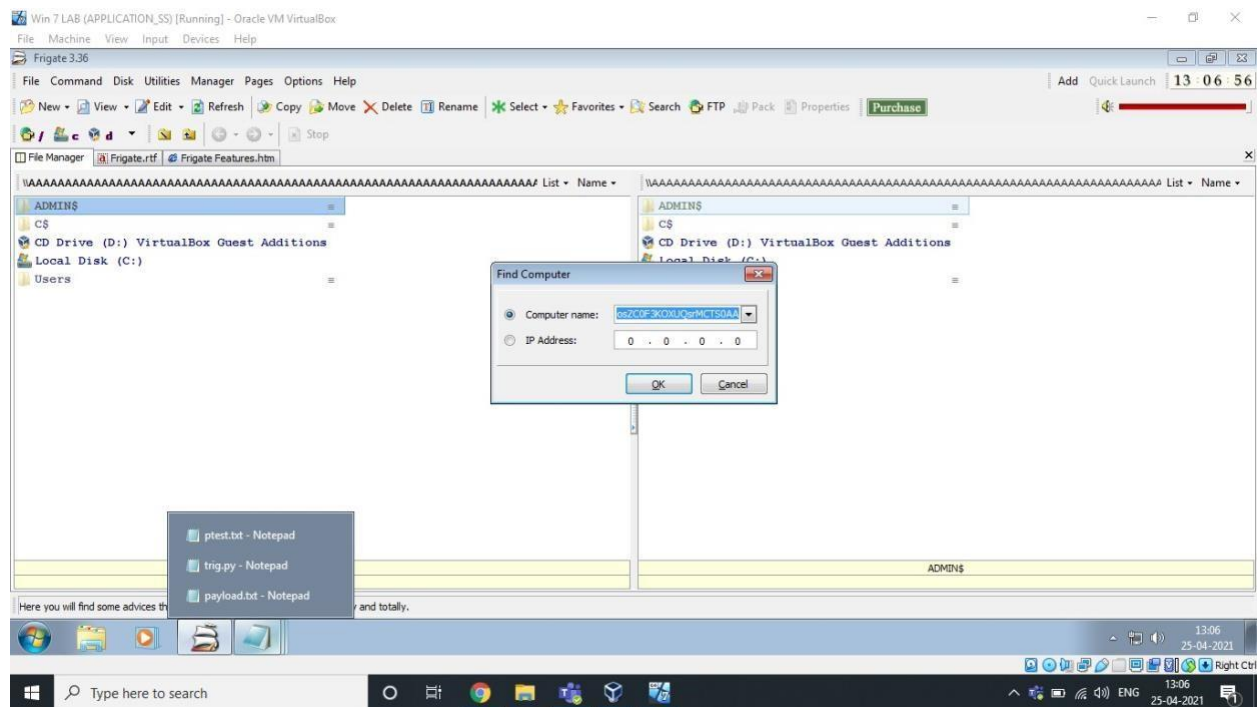 Win 7 LAB (APPLICATION_SS) [Running] - Oracle VM VirtualBox
File Machine View Input Devices Help
Frigate 3.36
File Command Disk Utilities Manager Pages Options Help
Add Quick Launch 13:06:56
New View Edit Refresh Copy Move Delete Rename Select Favorites Search FTP Pack Properties Purchase
/ c d Stop
File Manager Frigate.rtf Frigate Features.htm
List Name
List Name
ADMIN$
C$
CD Drive (D:) VirtualBox Guest Additions
Local Disk (C:)
Users
ADMIN$
C$
CD Drive (D:) VirtualBox Guest Additions
Local Disk (C:)
Find Computer
Computer name:
IP Address: 0 . 0 . 0 . 0
OK Cancel
ptest.txt - Notepad
trig.py - Notepad
payload.txt - Notepad
ADMIN$
Here you will find some advices th
y and totally.
13:06
25-04-2021
Right Ctrl
Type here to search
ENG
13:06
25-04-2021